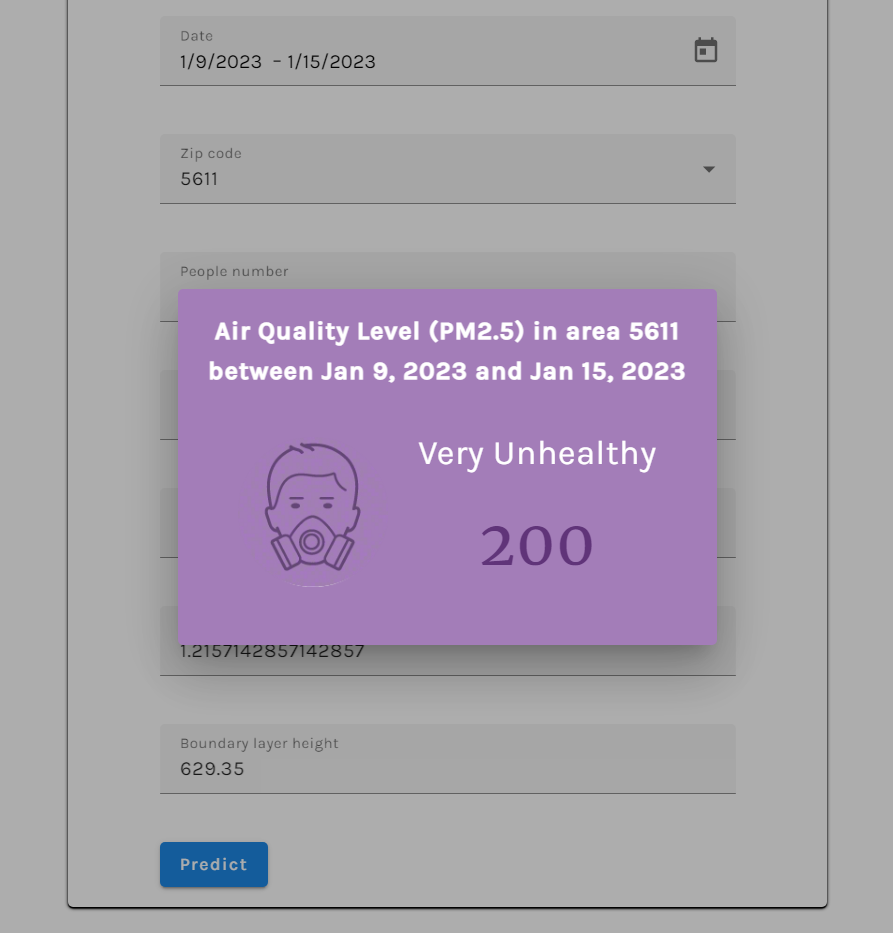 Date
1/9/2023 – 1/15/2023
Zip code
5611
People number
Air Quality Level (PM2.5) in area 5611
between Jan 9, 2023 and Jan 15, 2023
Very Unhealthy
200
1.2157142857142857
Boundary layer height
629.35
Predict